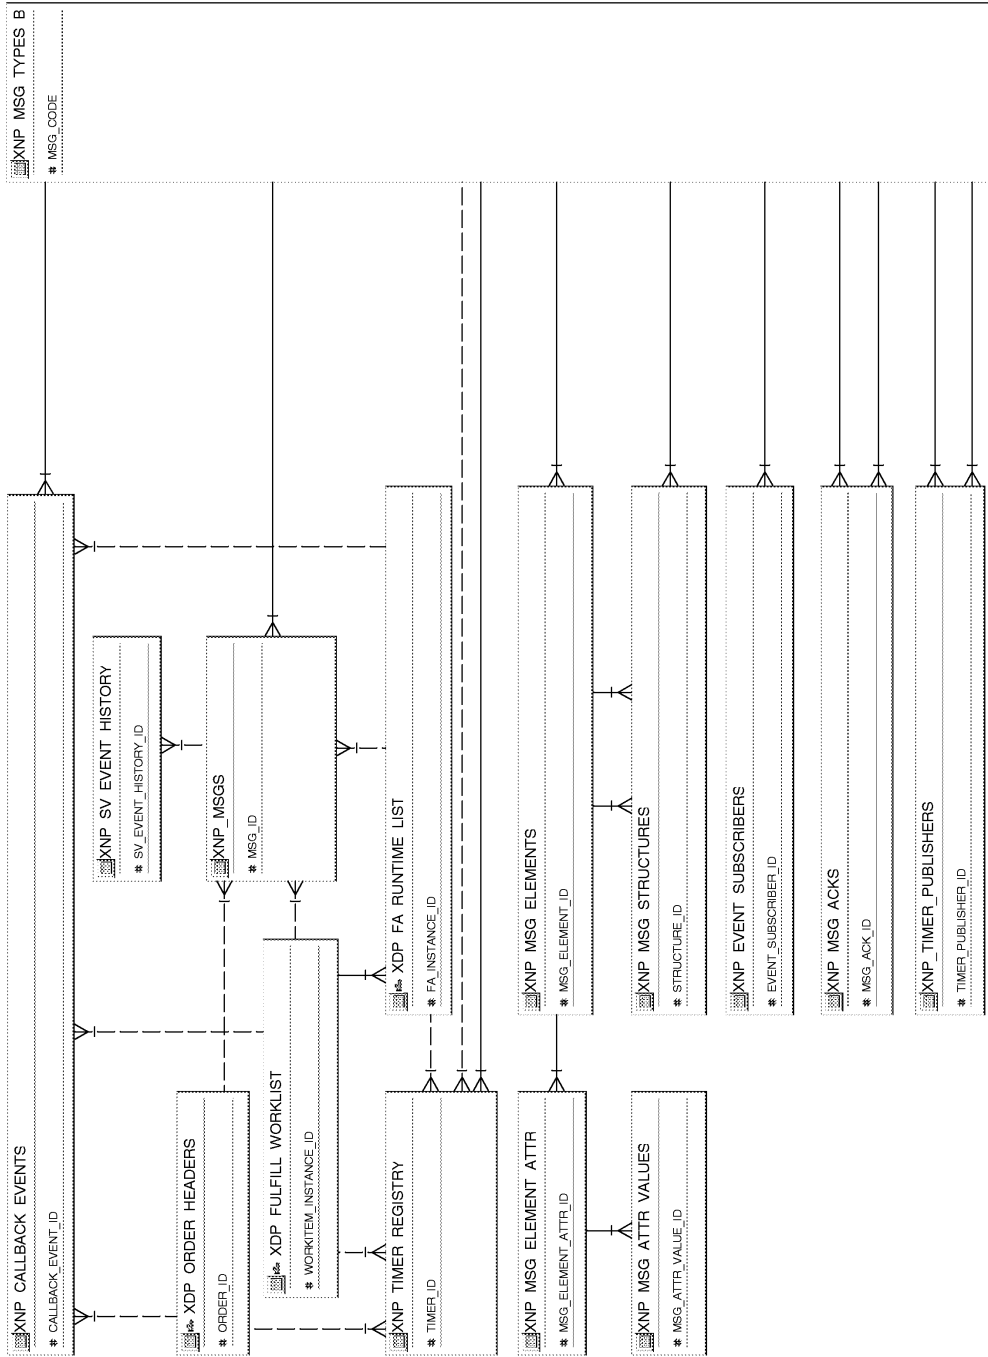 XNP MSG TYPES B
# MSG_CODE
XNP CALLBACK EVENTS
# CALLBACK_EVENT_ID
XNP SV EVENT HISTORY
# SV_EVENT_HISTORY_ID
XDP ORDER HEADERS
# ORDER_ID
XNP_MSGS
# MSG_ID
XDP FULFILL WORKLIST
# WORKITEM_INSTANCE_ID
XDP FA RUNTIME LIST
# FA_INSTANCE_ID
XNP TIMER REGISTRY
# TIMER_ID
XNP MSG ELEMENTS
# MSG_ELEMENT_ID
XNP MSG ELEMENT ATTR
# MSG_ELEMENT_ATTR_ID
XNP MSG STRUCTURES
# STRUCTURE_ID
XNP MSG ATTR VALUES
# MSG_ATTR_VALUE_ID
XNP EVENT SUBSCRIBERS
# EVENT_SUBSCRIBER_ID
XNP MSG ACKS
# MSG_ACK_ID
XNP_TIMER_PUBLISHERS
# TIMER_PUBLISHER_ID